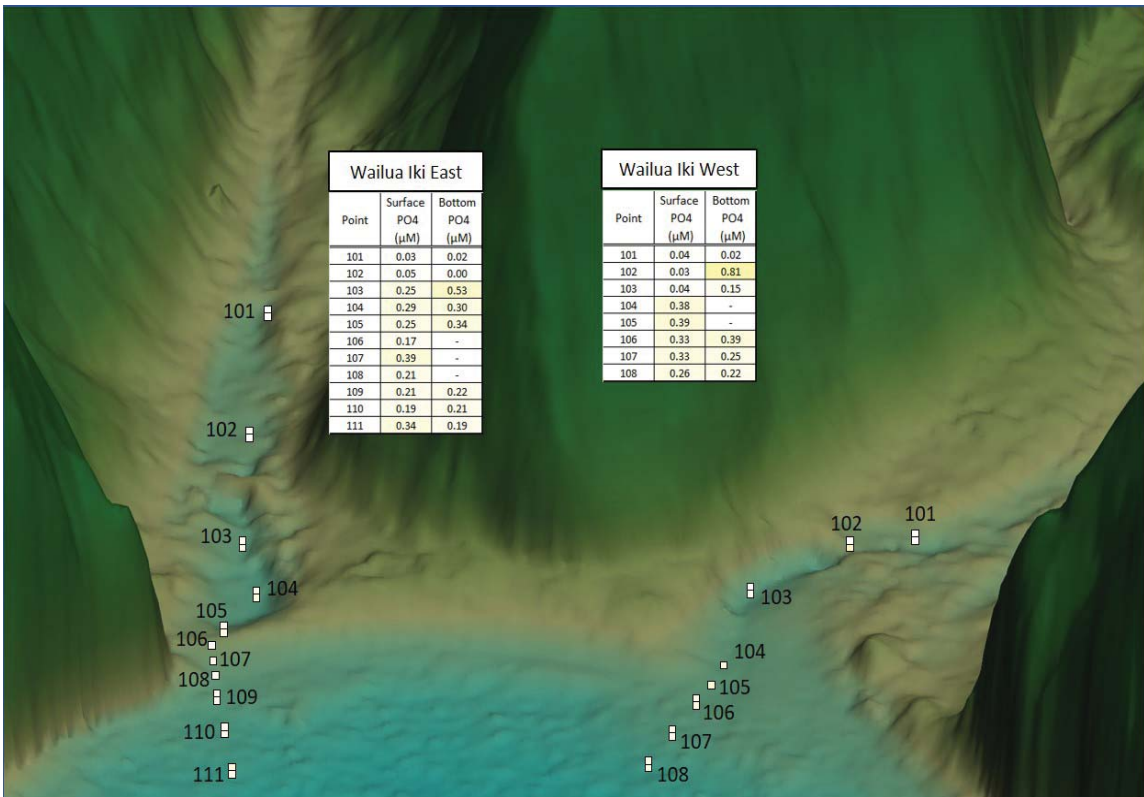 Wailua Iki East
Point Surface PO4 (µM) Bottom PO4 (µM)
101 0.03 0.02
102 0.05 0.00
103 0.25 0.53
104 0.29 0.30
105 0.25 0.34
106 0.17 -
107 0.39 -
108 0.21 -
109 0.21 0.22
110 0.19 0.21
111 0.34 0.19
Wailua Iki West
Point Surface PO4 (µM) Bottom PO4 (µM)
101 0.04 0.02
102 0.03 0.81
103 0.04 0.15
104 0.38 -
105 0.39 -
106 0.33 0.39
107 0.33 0.25
108 0.26 0.22
101
102
103
104
105
106
107
108
109
110
111
101
102
103
104
105
106
107
108